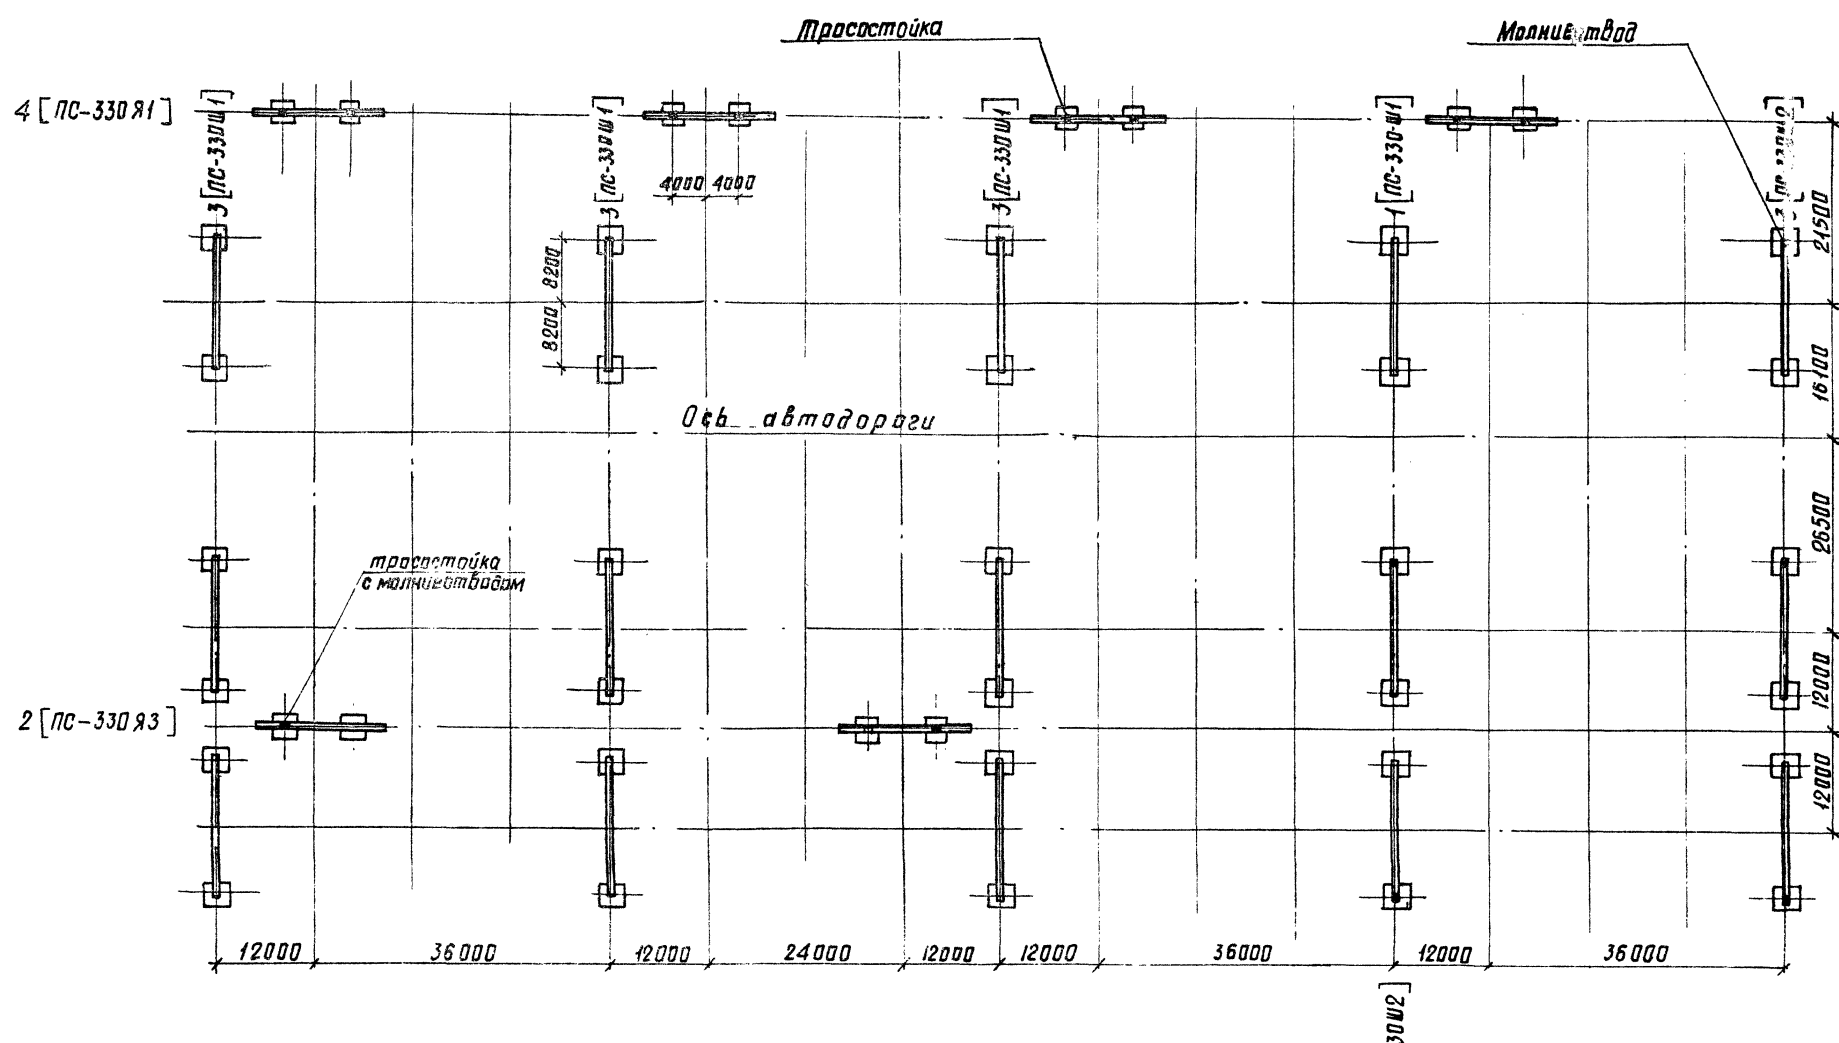 Тросостойка
Молниеотвод
4 [ПС-330Я1]
3 [ПС-330Ш1]
3 [ПС-330Ш1]
3 [ПС-330Ш1]
1 [ПС-330-Ш1]
4000 4000
21500
8200
8200
16100
Ось автодороги
26500
тросостойка
с молниеотводом
12000
2 [ПС-330Я3]
12000
12000
36000
12000
24000
12000
12000
36000
12000
36000
30Ш2]